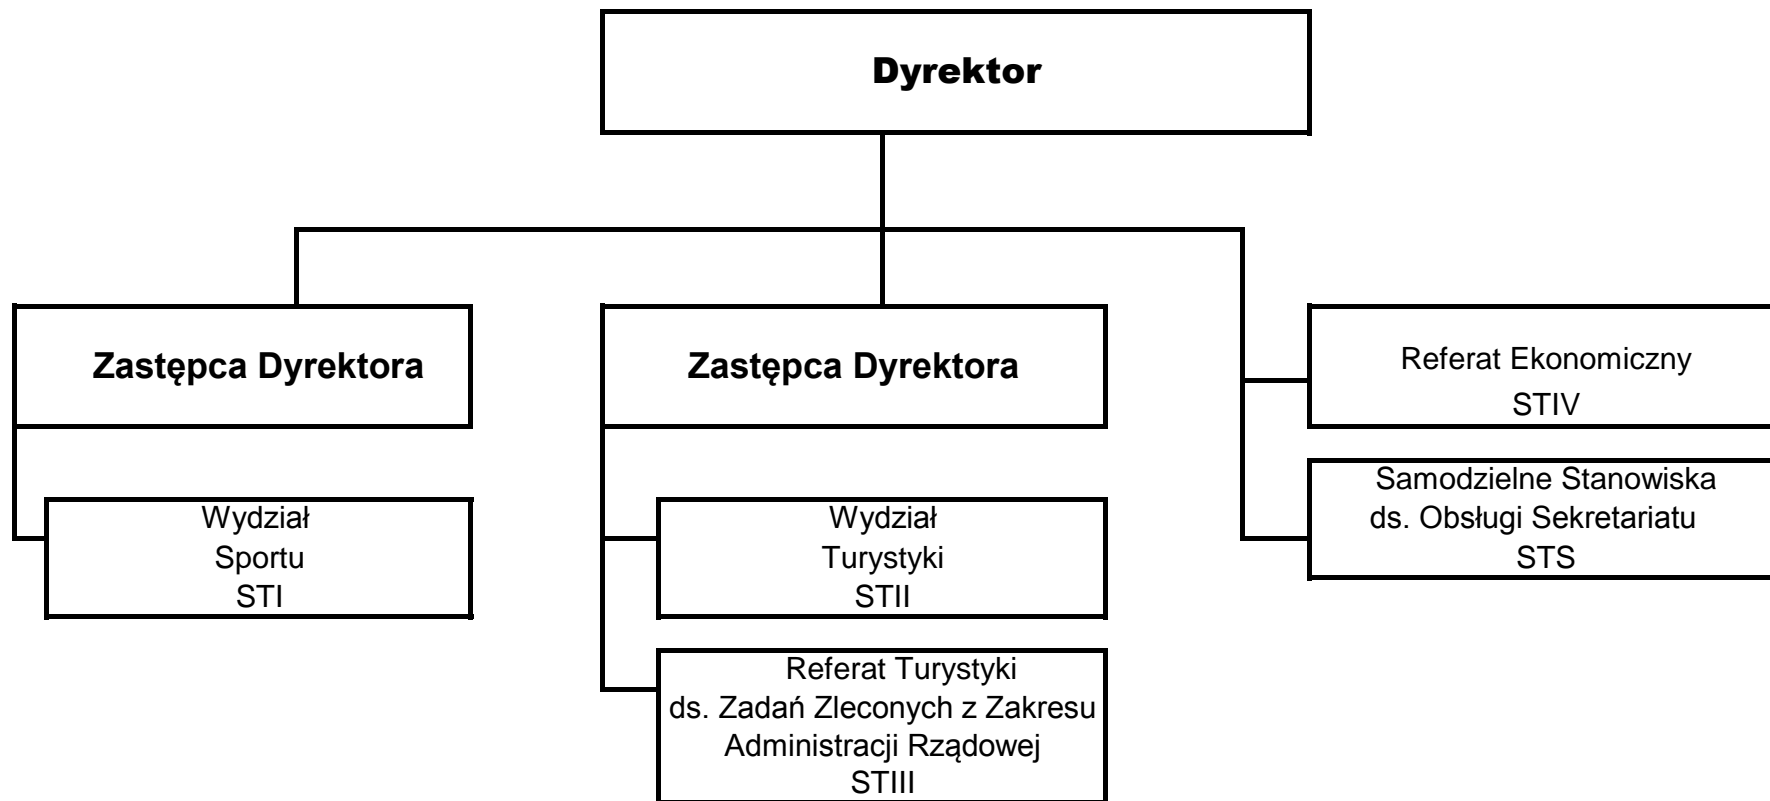 Dyrektor
Zastępca Dyrektora
Wydział
Sportu
STI
Zastępca Dyrektora
Wydział
Turystyki
STII
Referat Turystyki
ds. Zadań Zleconych z Zakresu
Administracji Rządowej
STIII
Referat Ekonomiczny
STIV
Samodzielne Stanowiska
ds. Obsługi Sekretariatu
STS